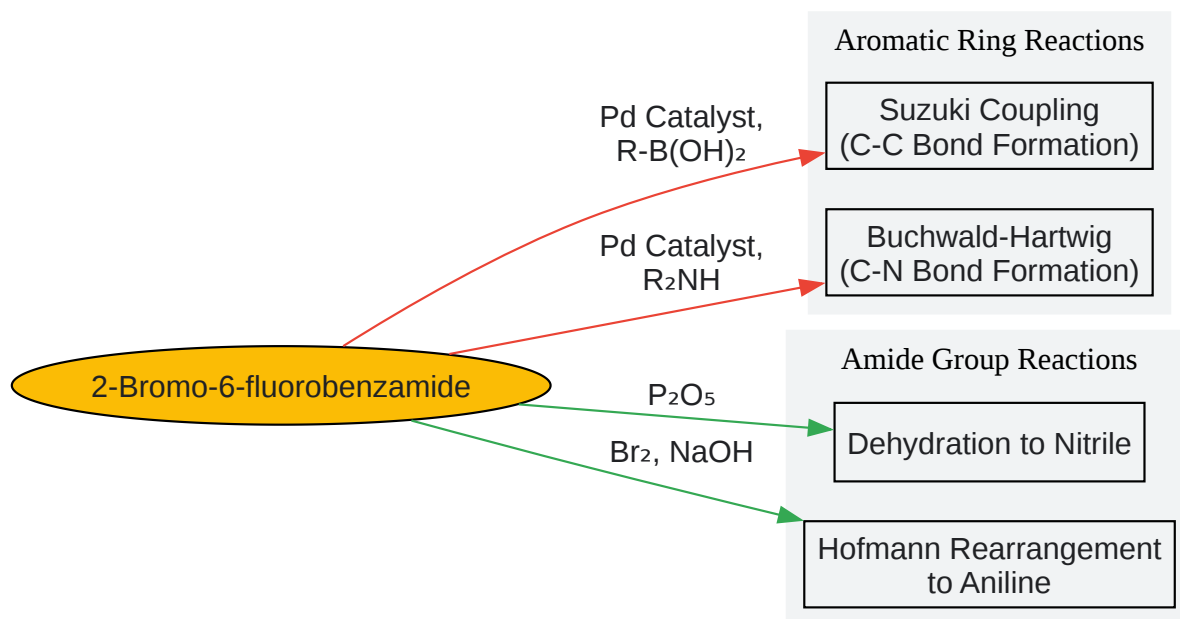 Aromatic Ring Reactions
Pd Catalyst,
R-B(OH)₂
Suzuki Coupling
(C-C Bond Formation)
Pd Catalyst,
R₂NH
Buchwald-Hartwig
(C-N Bond Formation)
2-Bromo-6-fluorobenzamide
Amide Group Reactions
P₂O₅
Dehydration to Nitrile
Br₂, NaOH
Hofmann Rearrangement
to Aniline